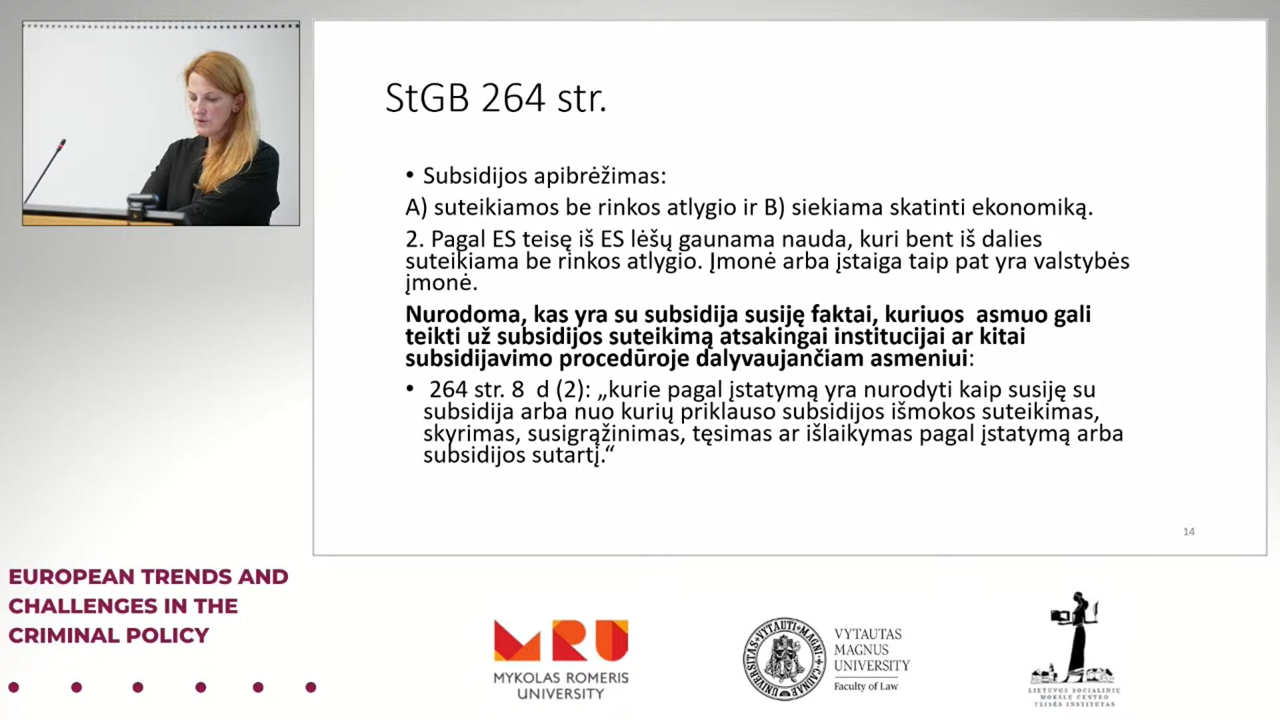 StGB 264 str.
• Subsidijos apibrėžimas:
A) suteikiamos be rinkos atlygio ir B) siekiama skatinti ekonomiką.
2. Pagal ES teisę iš ES lėšų gaunama nauda, kuri bent iš dalies
suteikiama be rinkos atlygio. Įmonė arba įstaiga taip pat yra valstybės
įmonė.
Nurodoma, kas yra su subsidija susiję faktai, kuriuos  asmuo gali
teikti už subsidijos suteikimą atsakingai institucijai ar kitai
subsidijavimo procedūroje dalyvaujančiam asmeniui:
• 264 str. 8  d (2): „kurie pagal įstatymą yra nurodyti kaip susiję su
subsidija arba nuo kurių priklauso subsidijos išmokos suteikimas,
skyrimas, susigrąžinimas, tęsimas ar išlaikymas pagal įstatymą arba
subsidijos sutartį.“
14
EUROPEAN TRENDS AND
CHALLENGES IN THE
CRIMINAL POLICY
MRU
MYKOLAS ROMERIS
UNIVERSITY
UNIVERSITAS VYTAUTI MAGNI
VYTAUTAS
MAGNUS
UNIVERSITY
Faculty of Law
LIETUVOS SOCIALINIŲ
MOKSLŲ CENTRO
TEISĖS INSTITUTAS